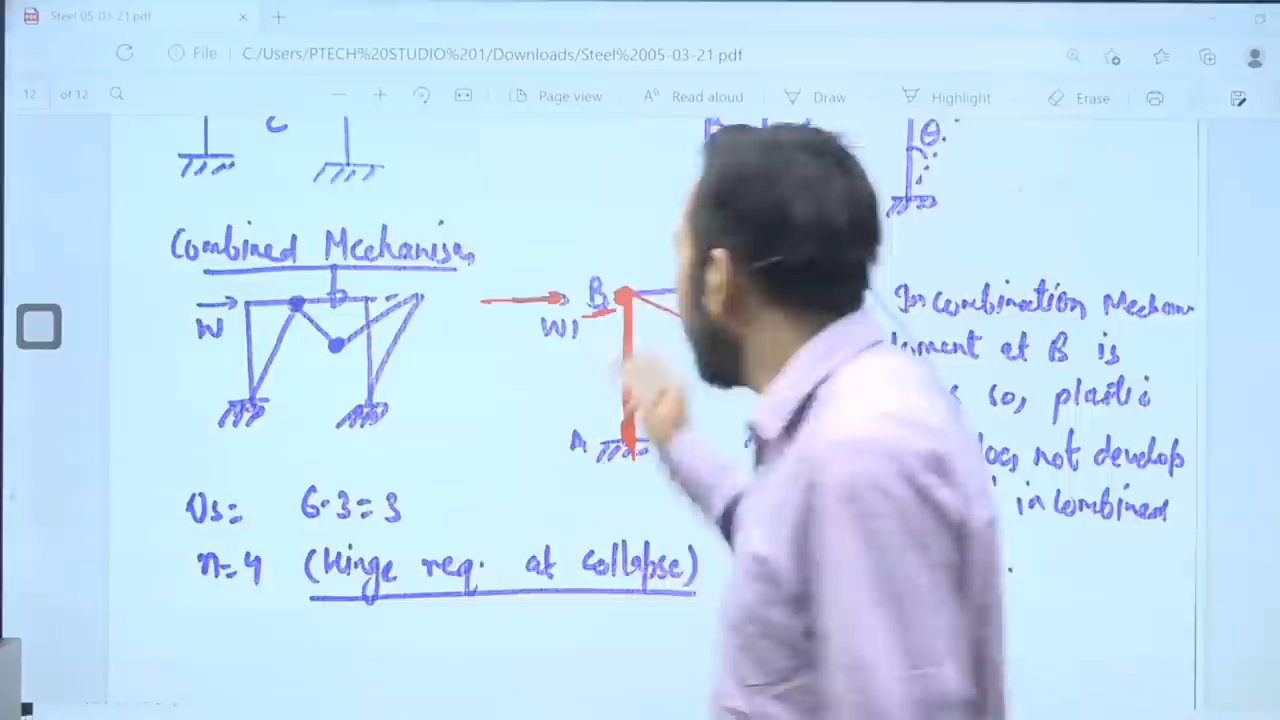 Steel 05-03-21.pdf
File C:/Users/PTECH%20STUDIO%201/Downloads/Steel%2005-03-21.pdf
12 of 12 Page view Read aloud Draw Highlight Erase
C
θ
Combined Mechanism
W
B
W1
A
In combination Mechan
at B is
so, plastic
not develop
in combined
Ds= 6-3=3
n=4 (Hinge req. at collapse)